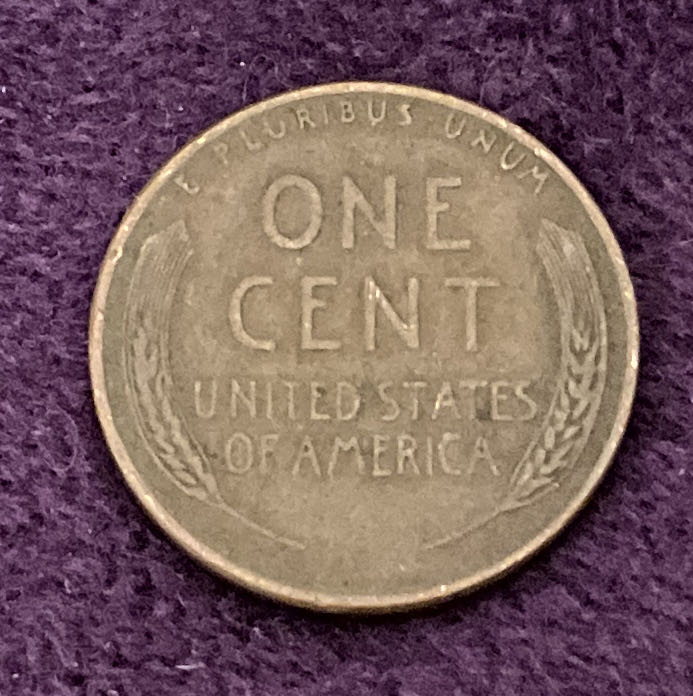 E PLURIBUS UNUM
ONE
CENT
UNITED STATES
OF AMERICA